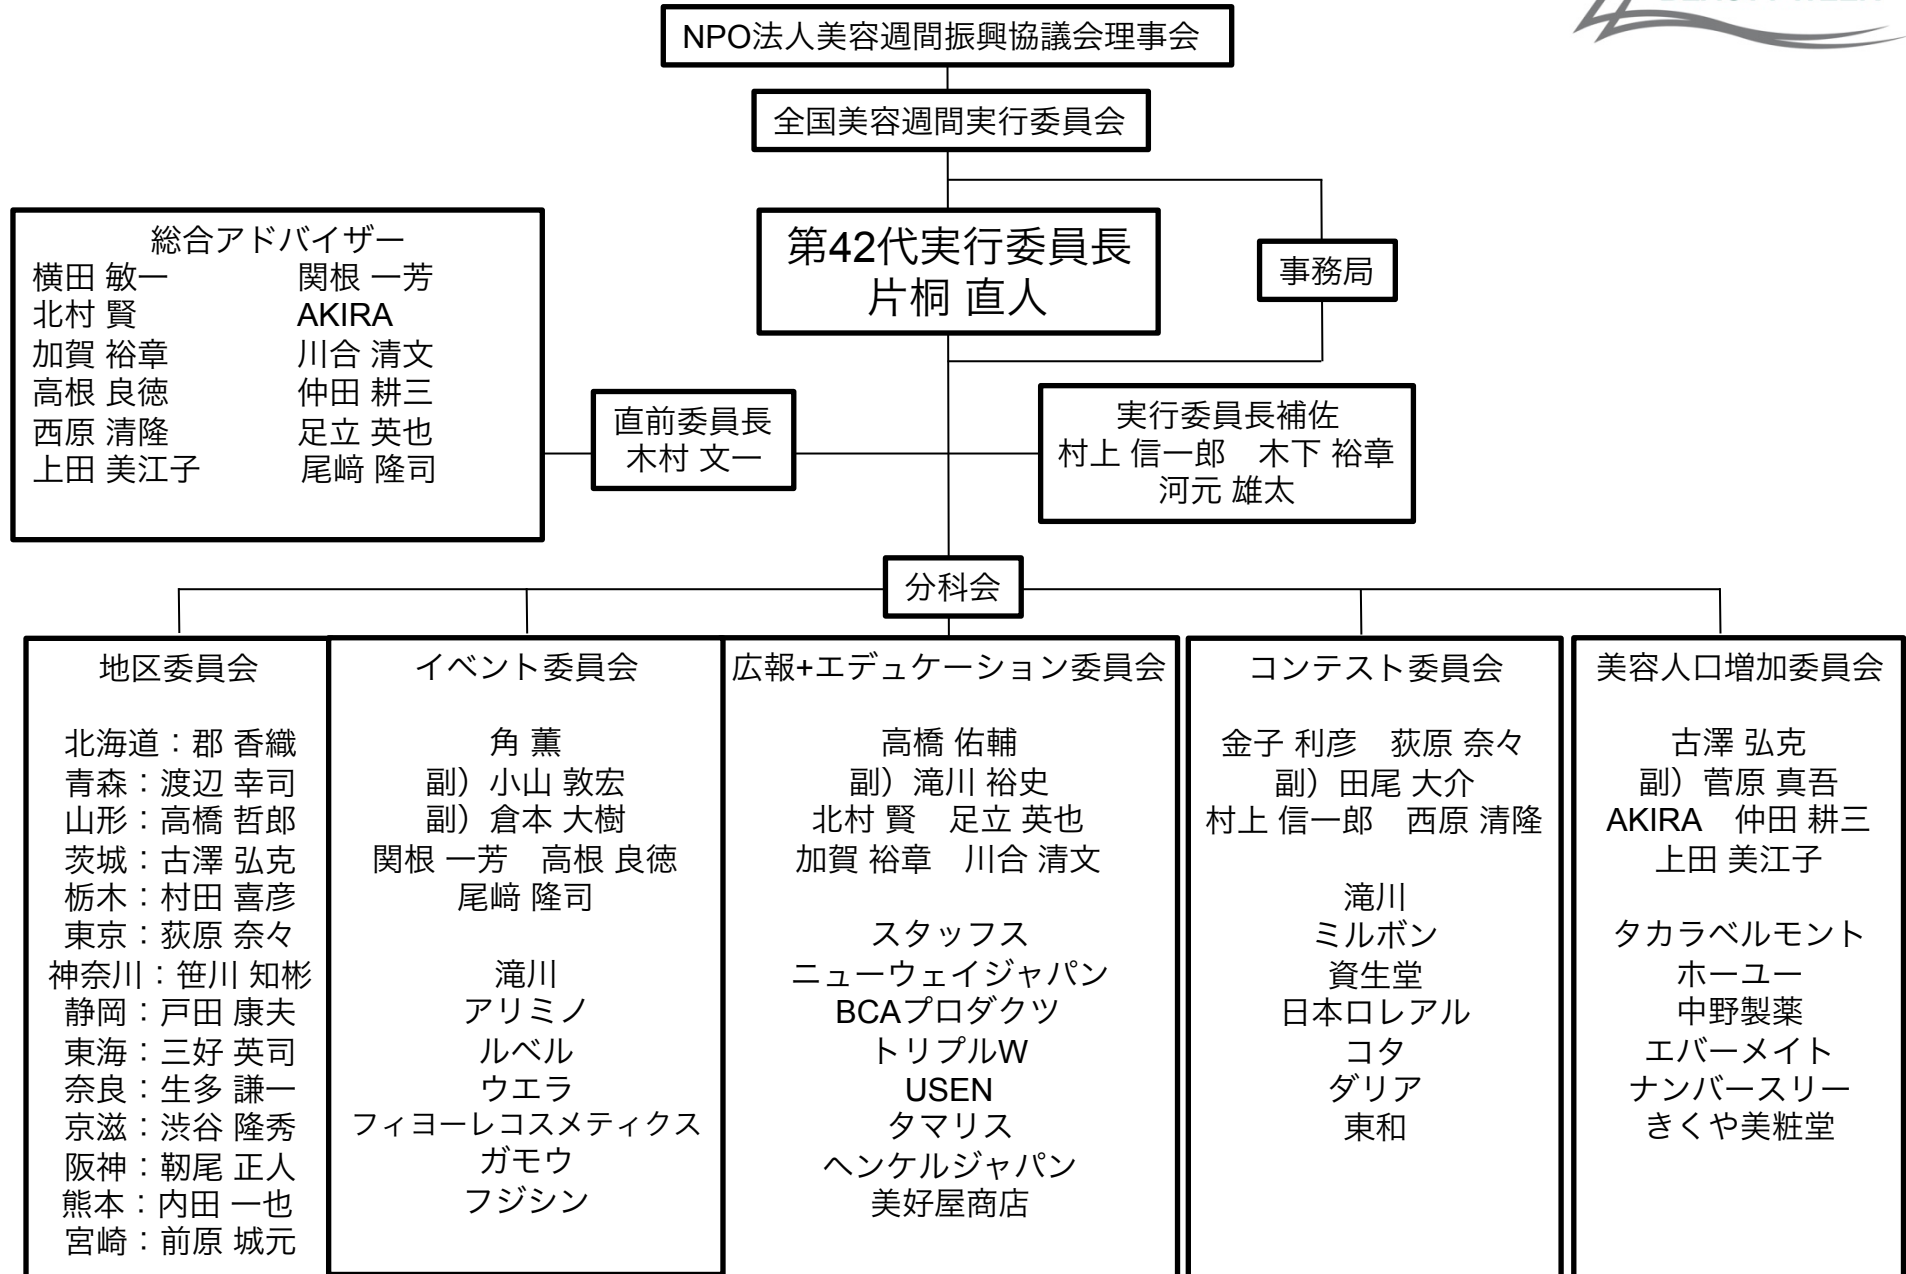 NPO法人美容週間振興協議会理事会
全国美容週間実行委員会
第42代実行委員長
片桐 直人
事務局
総合アドバイザー
横田 敏一　関根 一芳
北村 賢　AKIRA
加賀 裕章　川合 清文
高根 良徳　仲田 耕三
西原 清隆　足立 英也
上田 美江子　尾﨑 隆司
直前委員長
木村 文一
実行委員長補佐
村上 信一郎　木下 裕章
河元 雄太
分科会
地区委員会
北海道：郡 香織
青森：渡辺 幸司
山形：高橋 哲郎
茨城：古澤 弘克
栃木：村田 喜彦
東京：荻原 奈々
神奈川：笹川 知彬
静岡：戸田 康夫
東海：三好 英司
奈良：生多 謙一
京滋：渋谷 隆秀
阪神：靭尾 正人
熊本：内田 一也
宮崎：前原 城元
イベント委員会
角 薫
副）小山 敦宏
副）倉本 大樹
関根 一芳　高根 良徳
尾﨑 隆司
滝川
アリミノ
ルベル
ウエラ
フィヨーレコスメティクス
ガモウ
フジシン
広報+エデュケーション委員会
高橋 佑輔
副）滝川 裕史
北村 賢　足立 英也
加賀 裕章　川合 清文
スタッフス
ニューウェイジャパン
BCAプロダクツ
トリプルW
USEN
タマリス
ヘンケルジャパン
美好屋商店
コンテスト委員会
金子 利彦　荻原 奈々
副）田尾 大介
村上 信一郎　西原 清隆
滝川
ミルボン
資生堂
日本ロレアル
コタ
ダリア
東和
美容人口増加委員会
古澤 弘克
副）菅原 真吾
AKIRA　仲田 耕三
上田 美江子
タカラベルモント
ホーユー
中野製薬
エバーメイト
ナンバースリー
きくや美粧堂